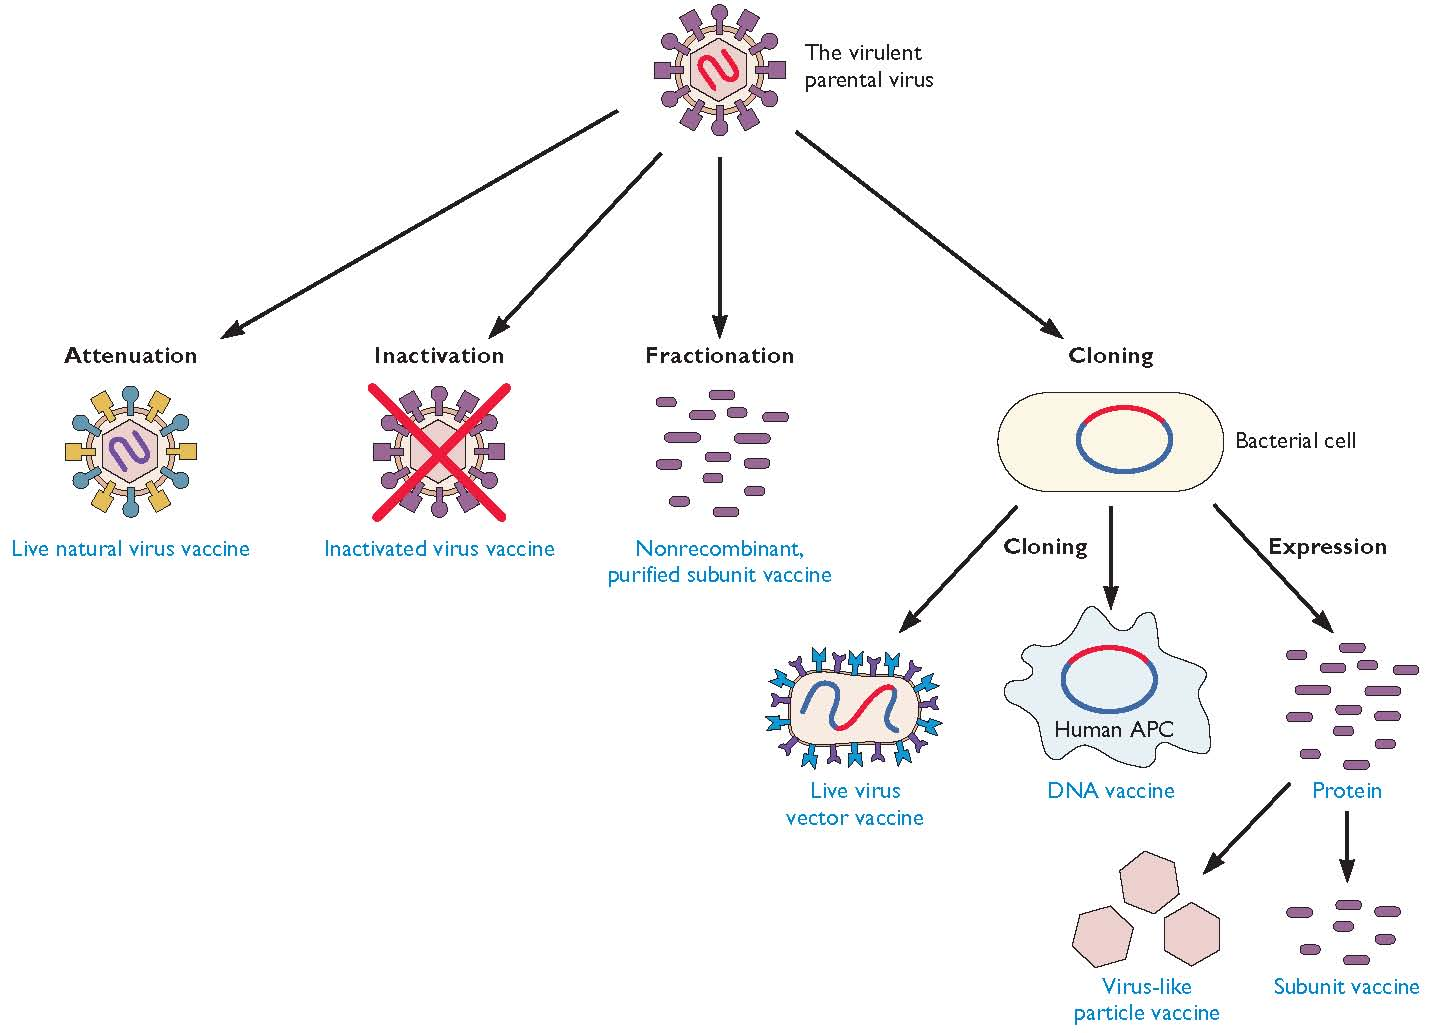 The virulent
parental virus
Attenuation
Inactivation
Fractionation
Cloning
Bacterial cell
Live natural virus vaccine
Inactivated virus vaccine
Nonrecombinant,
purified subunit vaccine
Cloning
Expression
Human APC
Live virus
vector vaccine
DNA vaccine
Protein
Virus-like
particle vaccine
Subunit vaccine